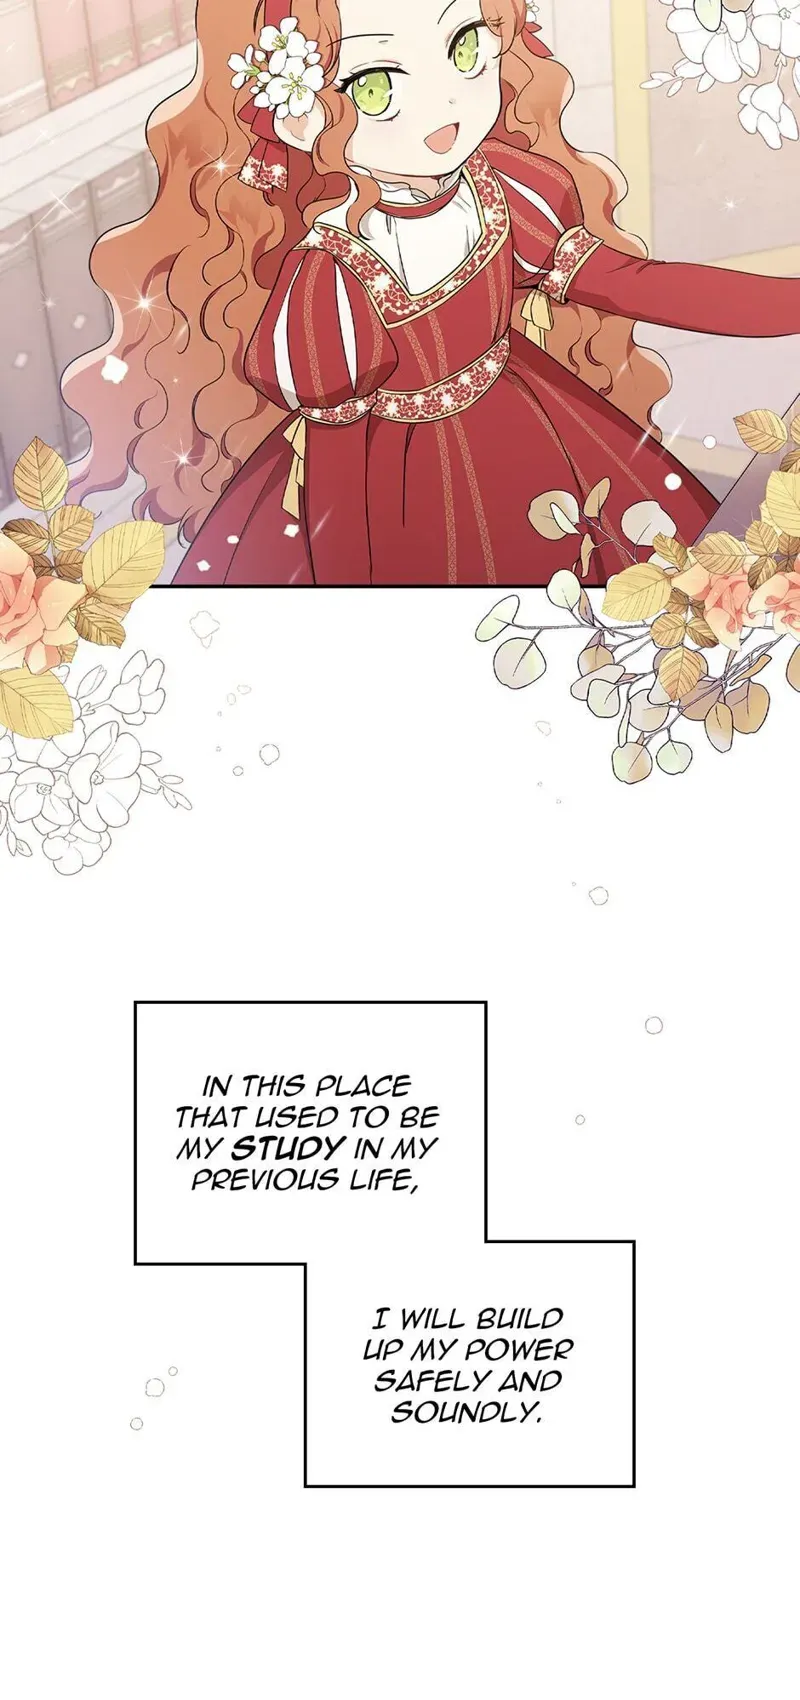 IN THIS PLACE
THAT USED TO BE
MY STUDY IN MY
PREVIOUS LIFE,
I WILL BUILD
UP MY POWER
SAFELY AND
SOUNDLY.